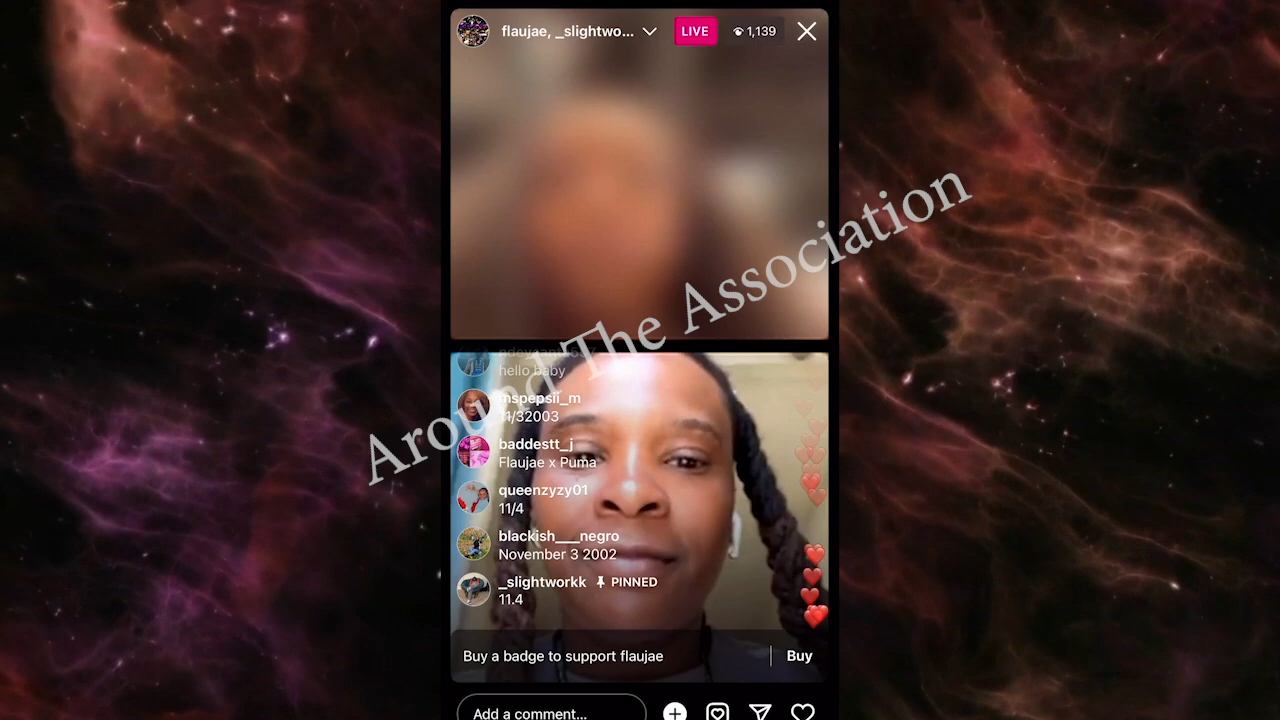 flaujae, _slightwo...
LIVE
1,139
Around The Association
hello baby
mspepsii_m
11/32003
baddestt_j
Flaujae x Puma
queenzyzy01
11/4
blackish___negro
November 3 2002
_slightworkk PINNED
11.4
Buy a badge to support flaujae
Buy
Add a comment...